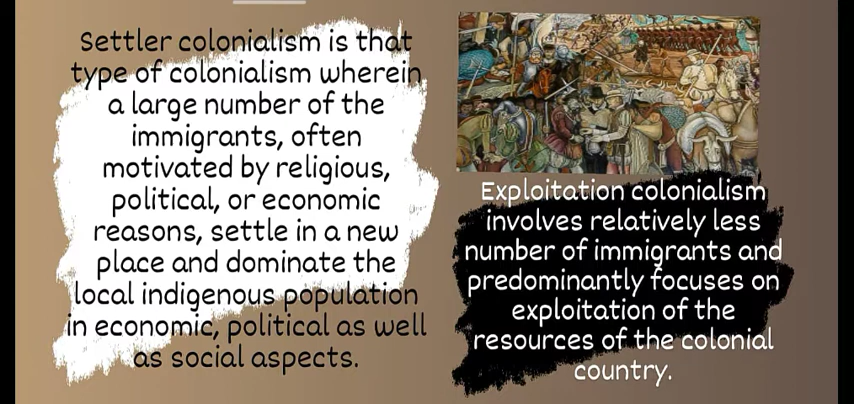 Settler colonialism is that
type of colonialism wherein
a large number of the
immigrants, often
motivated by religious,
political, or economic
reasons, settle in a new
place and dominate the
local indigenous population
in economic, political as well
as social aspects.
Exploitation colonialism
involves relatively less
number of immigrants and
predominantly focuses on
exploitation of the
resources of the colonial
country.